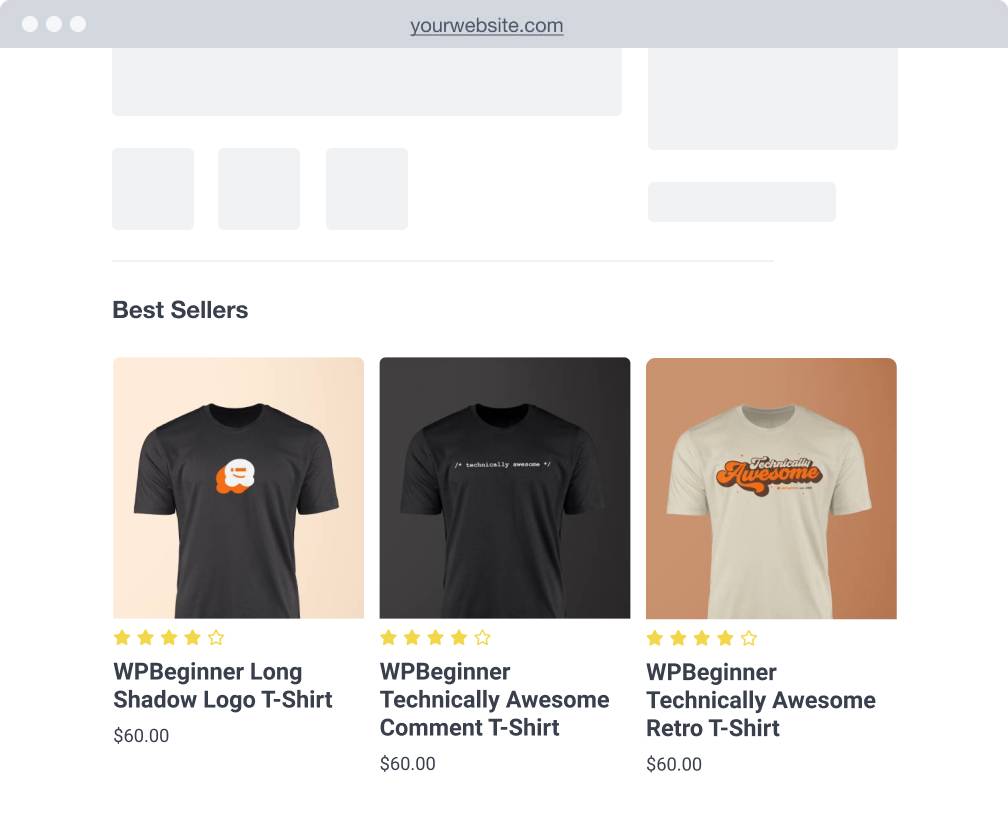 yourwebsite.com
Best Sellers
/* technically awesome */
Technically
Awesome
WPBeginner Long
Shadow Logo T-Shirt
$60.00
WPBeginner
Technically Awesome
Comment T-Shirt
$60.00
WPBeginner
Technically Awesome
Retro T-Shirt
$60.00